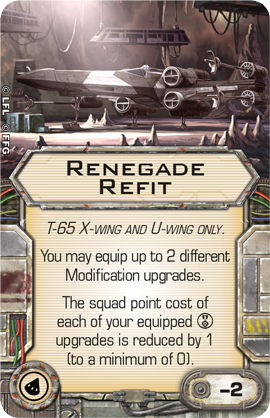 © LFL © FFG
RENEGADE
REFIT
T-65 X-WING AND U-WING ONLY.
You may equip up to 2 different
Modification upgrades.
The squad point cost of
each of your equipped
upgrades is reduced by 1
(to a minimum of 0).
-2